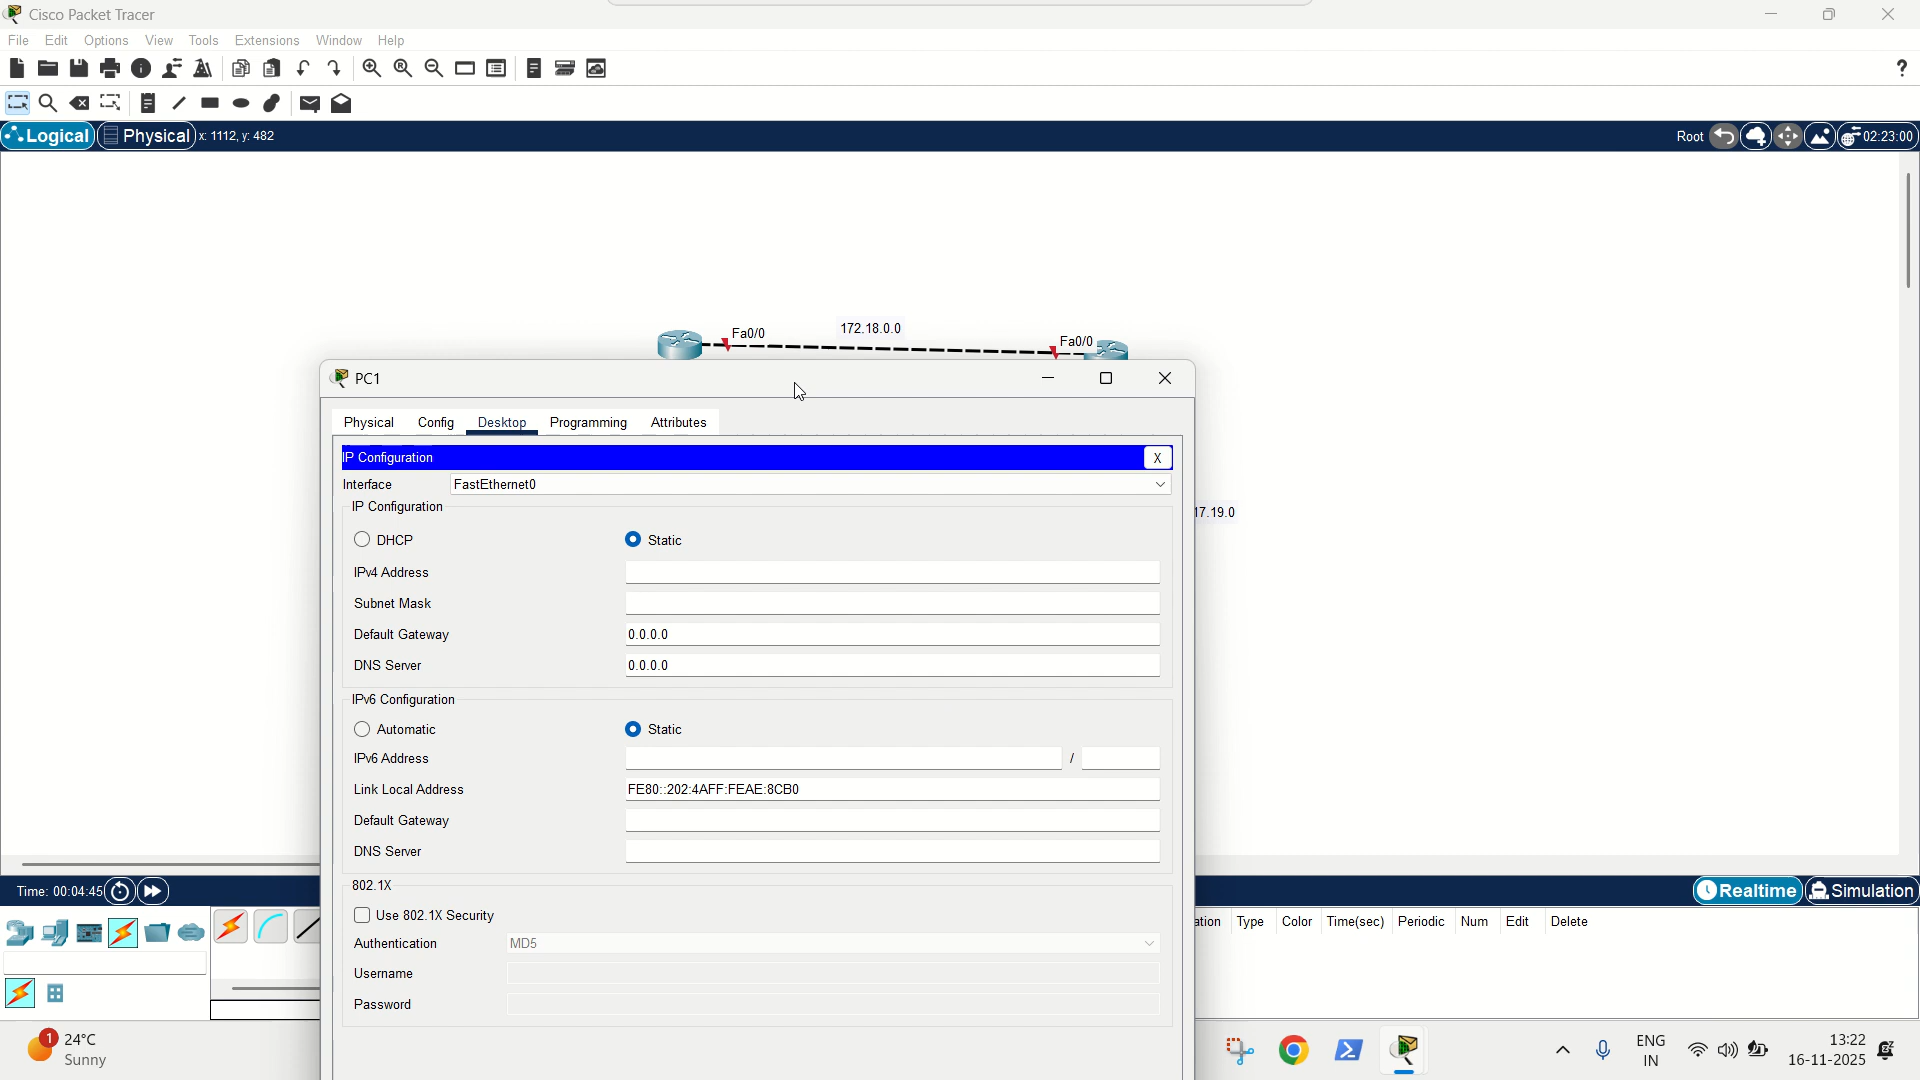 Cisco Packet Tracer
File Edit Options View Tools Extensions Window Help
?
Logical Physical x: 1112, y: 482 Root 02:23:00
172.18.0.0
Fa0/0
Fa0/0
PC1
Physical Config Desktop Programming Attributes
IP Configuration X
Interface FastEthernet0
IP Configuration
17.19.0
DHCP Static
IPv4 Address
Subnet Mask
Default Gateway 0.0.0.0
DNS Server 0.0.0.0
IPv6 Configuration
Automatic Static
IPv6 Address /
Link Local Address FE80::202:4AFF:FEAE:8CB0
Default Gateway
DNS Server
802.1X
Time: 00:04:45 Realtime Simulation
Use 802.1X Security
ation Type Color Time(sec) Periodic Num Edit Delete
Authentication MD5
Username
Password
1 24°C
Sunny
ENG
IN
13:22
16-11-2025